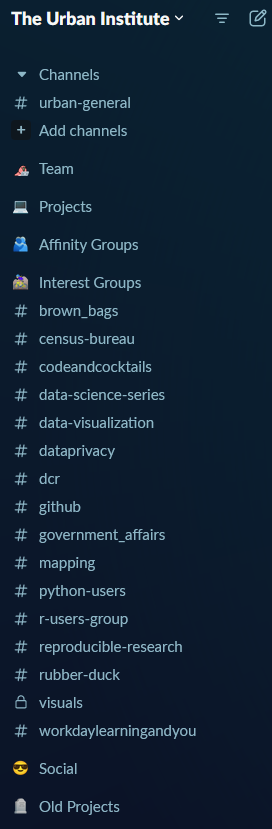 The Urban Institute
Channels
# urban-general
+ Add channels
Team
Projects
Affinity Groups
Interest Groups
# brown_bags
# census-bureau
# codeandcocktails
# data-science-series
# data-visualization
# dataprivacy
# dcr
# github
# government_affairs
# mapping
# python-users
# r-users-group
# reproducible-research
# rubber-duck
visuals
# workdaylearningandyou
Social
Old Projects